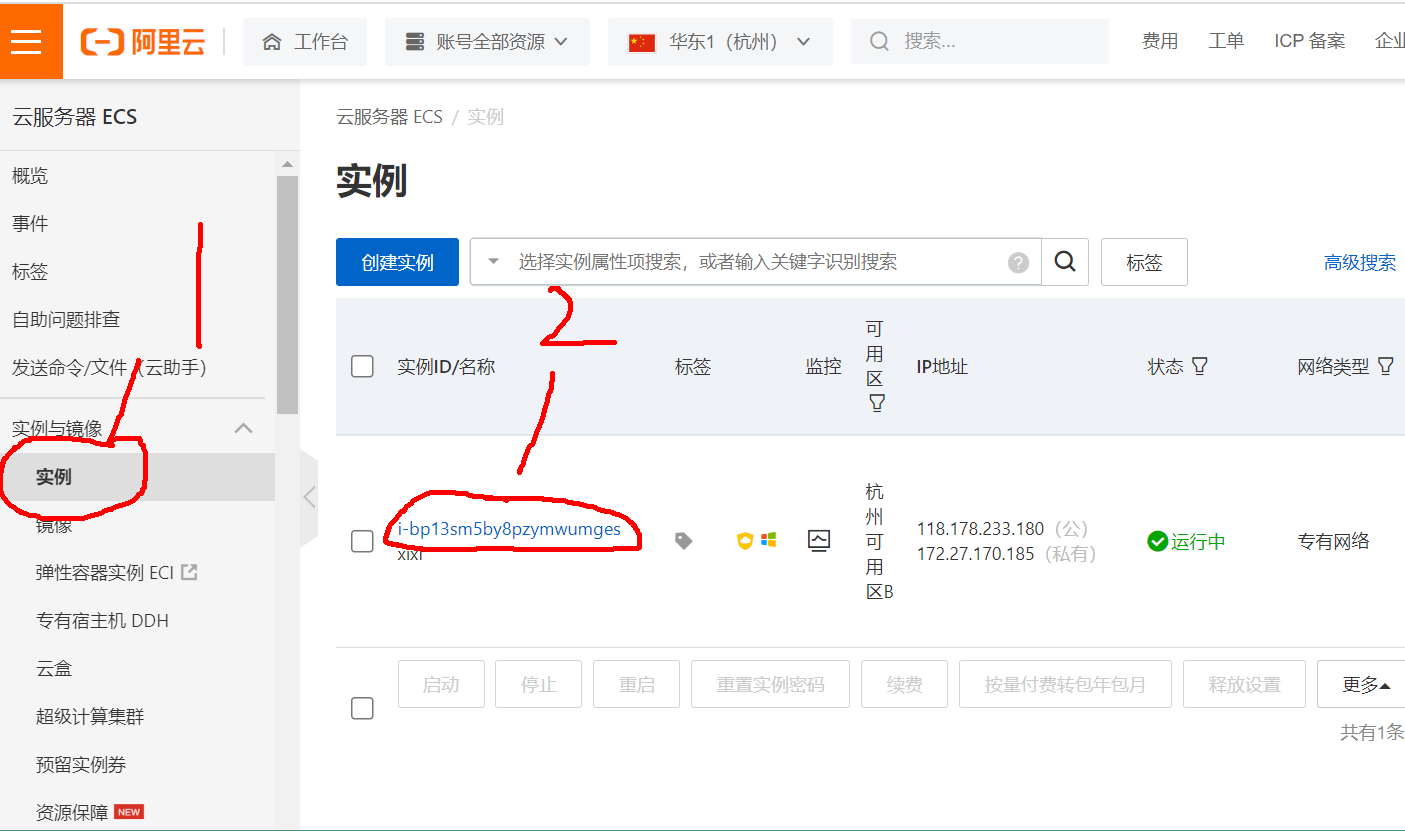 阿里云
工作台
账号全部资源
华东1（杭州）
搜索...
费用
工单
ICP 备案
企业
云服务器 ECS
概览
事件
标签
自助问题排查
发送命令/文件（云助手）
实例与镜像
实例
镜像
弹性容器实例 ECI
专有宿主机 DDH
云盒
超级计算集群
预留实例券
资源保障 NEW
1
云服务器 ECS / 实例
实例
创建实例
选择实例属性项搜索，或者输入关键字识别搜索
?
标签
高级搜索
2
实例ID/名称
标签
监控
可用区
IP地址
状态
网络类型
i-bp13sm5by8pzymwumges
xixi
杭州可用区B
118.178.233.180（公）
172.27.170.185（私有）
运行中
专有网络
启动
停止
重启
重置实例密码
续费
按量付费转包年包月
释放设置
更多
共有1条